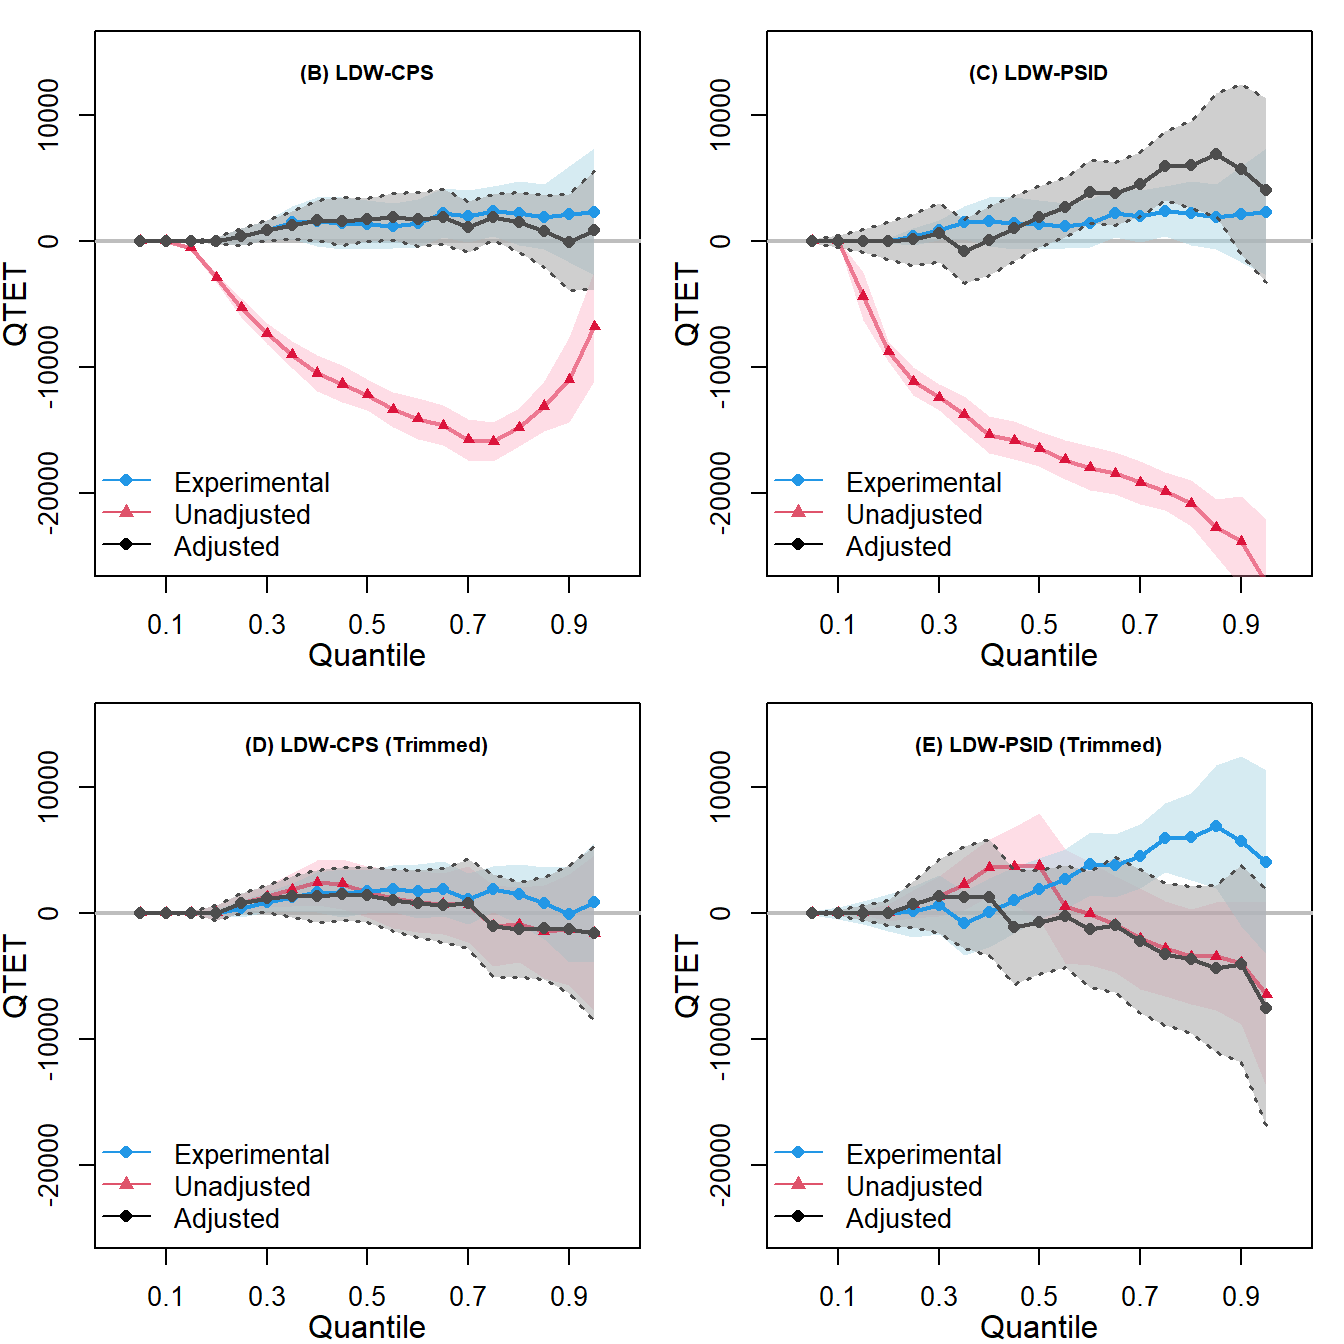 (B) LDW-CPS
QTET
10000
0
-10000
-20000
Experimental
Unadjusted
Adjusted
0.1 0.3 0.5 0.7 0.9
Quantile
(C) LDW-PSID
QTET
10000
0
-10000
-20000
Experimental
Unadjusted
Adjusted
0.1 0.3 0.5 0.7 0.9
Quantile
(D) LDW-CPS (Trimmed)
QTET
10000
0
-10000
-20000
Experimental
Unadjusted
Adjusted
0.1 0.3 0.5 0.7 0.9
Quantile
(E) LDW-PSID (Trimmed)
QTET
10000
0
-10000
-20000
Experimental
Unadjusted
Adjusted
0.1 0.3 0.5 0.7 0.9
Quantile